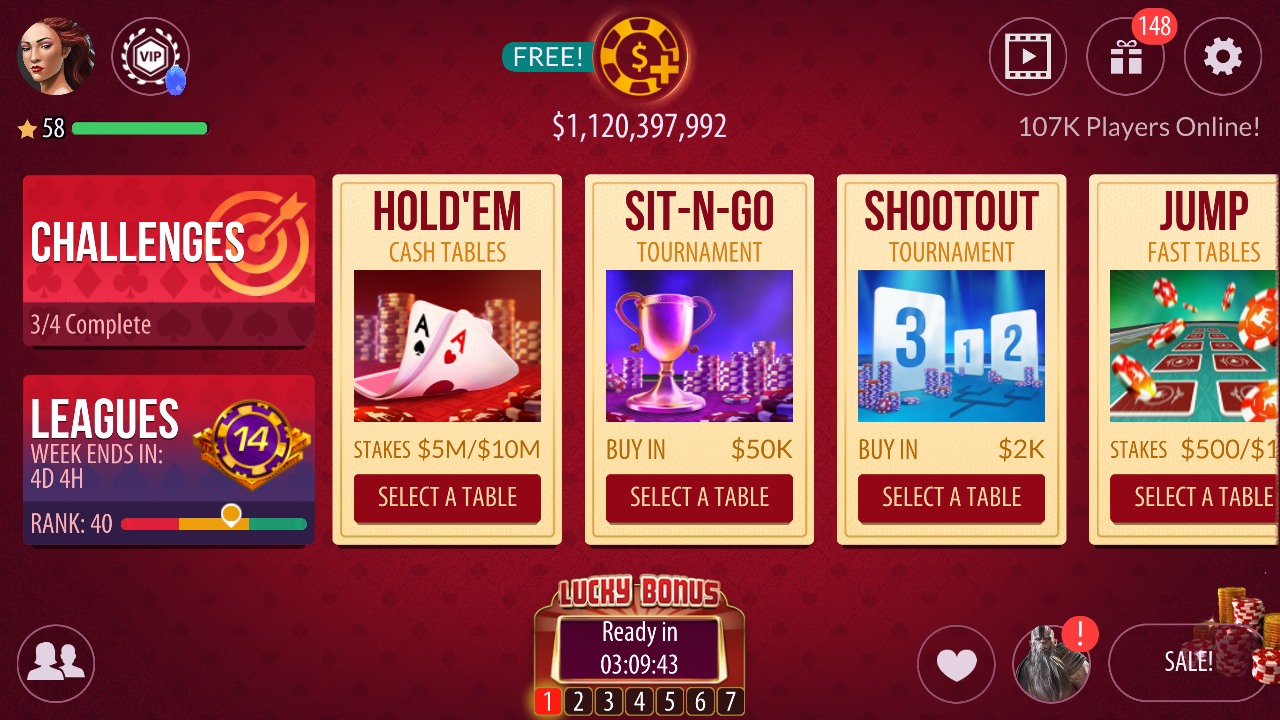 VIP
FREE!
$
148
58
$1,120,397,992
107K Players Online!
CHALLENGES
3/4 Complete
LEAGUES
WEEK ENDS IN:
4D 4H
14
RANK: 40
HOLD'EM
CASH TABLES
A
A
STAKES $5M/$10M
SELECT A TABLE
SIT-N-GO
TOURNAMENT
BUY IN $50K
SELECT A TABLE
SHOOTOUT
TOURNAMENT
3
1
2
BUY IN $2K
SELECT A TABLE
JUMP
FAST TABLES
STAKES $500/$1
SELECT A TABLE
LUCKY BONUS
Ready in
03:09:43
1 2 3 4 5 6 7
!
SALE!